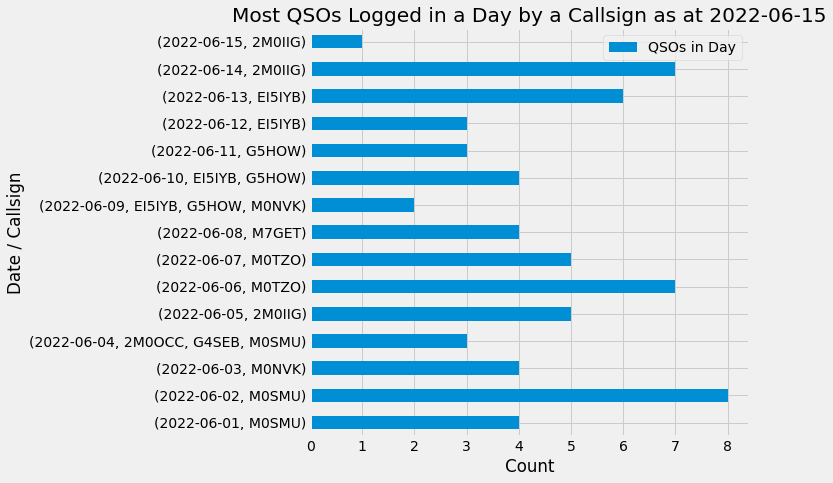 Most QSOs Logged in a Day by a Callsign as at 2022-06-15
QSOs in Day
Date / Callsign
(2022-06-15, 2M0IIG)
(2022-06-14, 2M0IIG)
(2022-06-13, EI5IYB)
(2022-06-12, EI5IYB)
(2022-06-11, G5HOW)
(2022-06-10, EI5IYB, G5HOW)
(2022-06-09, EI5IYB, G5HOW, M0NVK)
(2022-06-08, M7GET)
(2022-06-07, M0TZO)
(2022-06-06, M0TZO)
(2022-06-05, 2M0IIG)
(2022-06-04, 2M0OCC, G4SEB, M0SMU)
(2022-06-03, M0NVK)
(2022-06-02, M0SMU)
(2022-06-01, M0SMU)
0 1 2 3 4 5 6 7 8
Count